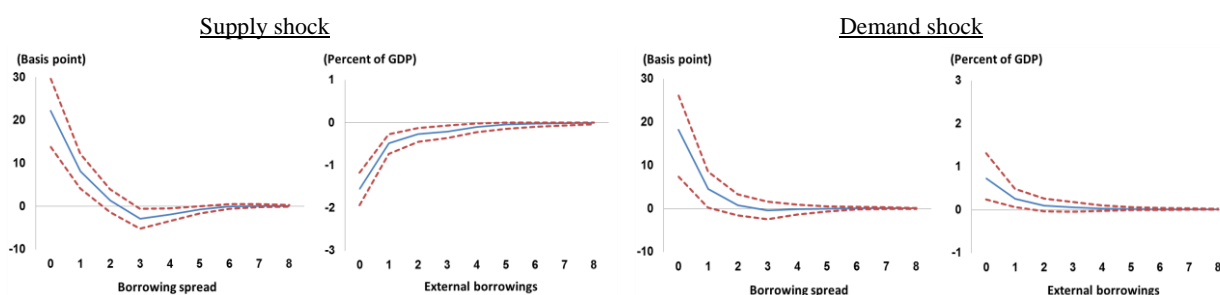 Supply shock
Demand shock
(Basis point)
30
20
10
0
-10
0 1 2 3 4 5 6 7 8
Borrowing spread
(Percent of GDP)
1
0
-1
-2
-3
0 1 2 3 4 5 6 7 8
External borrowings
(Basis point)
30
20
10
0
-10
0 1 2 3 4 5 6 7 8
Borrowing spread
(Percent of GDP)
3
2
1
0
-1
0 1 2 3 4 5 6 7 8
External borrowings